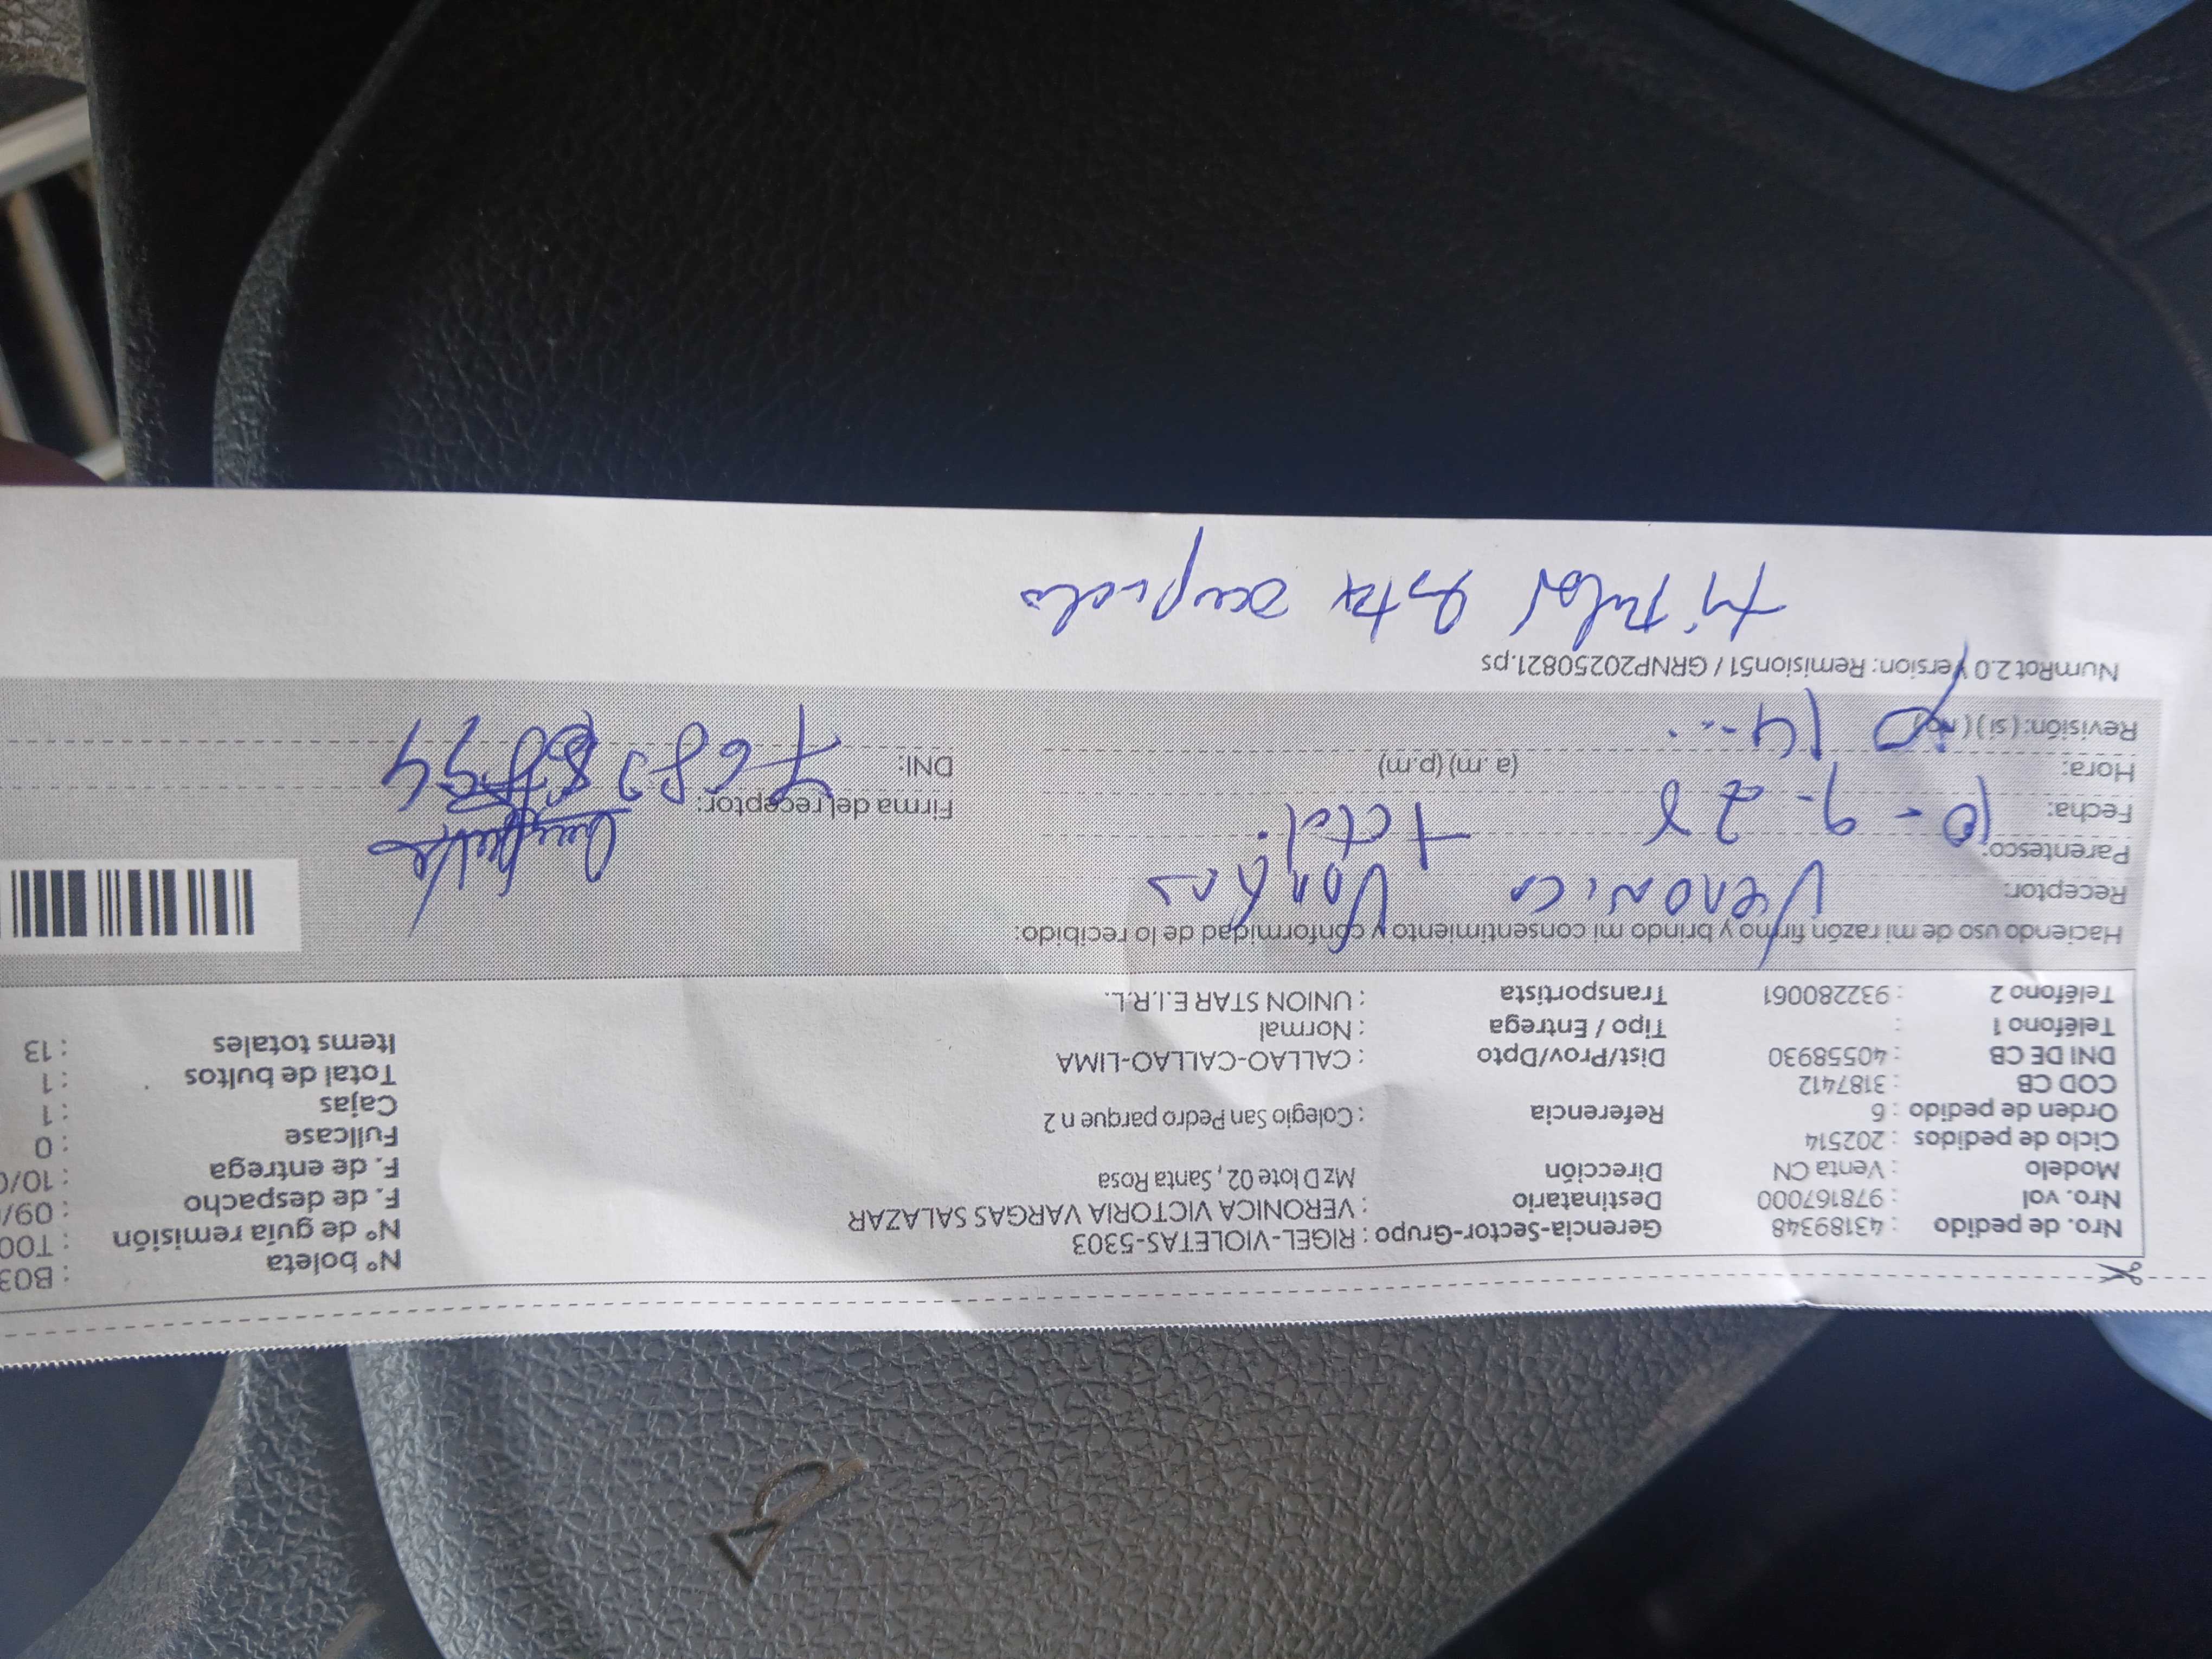 Nro. de pedido : 43189348 Gerencia-Sector-Grupo : RIGEL-VIOLETAS-5303 N° boleta : B03
Nro. vol : 978167000 Destinatario : VERONICA VICTORIA VARGAS SALAZAR N° de guía remisión : T00
Modelo : Venta CN Dirección Mz D lote 02 , Santa Rosa F. de despacho : 09/
Ciclo de pedidos : 202514 F. de entrega : 10/0
Orden de pedido : 6 Referencia : Colegio San Pedro parque n 2 Fullcase : 0
COD CB : 3187412 Cajas : 1
DNI DE CB : 40558930 Dist/Prov/Dpto : CALLAO-CALLAO-LIMA Total de bultos : 1
Teléfono 1 : Tipo / Entrega : Normal Items totales : 13
Teléfono 2 : 932280061 Transportista : UNION STAR E.I.R.L.
Haciendo uso de mi razón firmo y brindo mi consentimiento y conformidad de lo recibido:
Receptor: Veronica
Parentesco:
Fecha: 10-9-25 Firma del receptor:
Hora: (a .m) (p.m) DNI:
Revisión: ( si ) ( no )
NumRot 2.0 Version: Remision51 / GRNP20250821.ps
esta ocupado